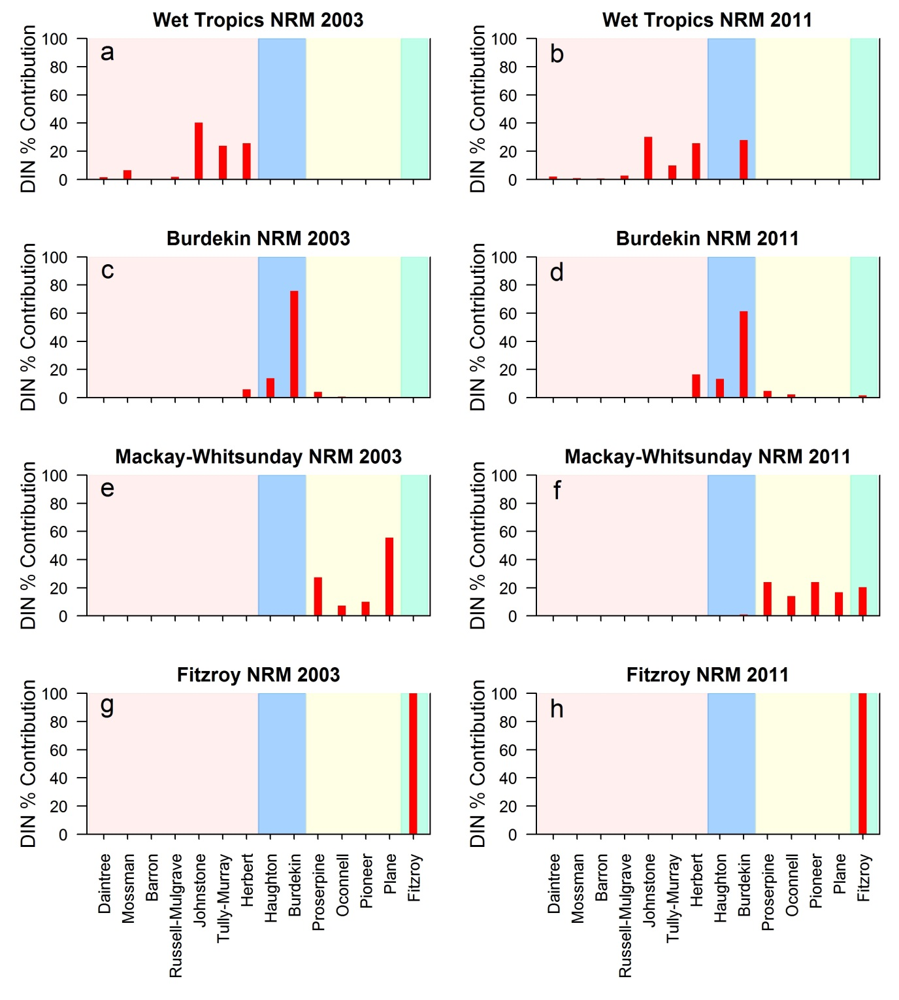 Wet Tropics NRM 2003
Wet Tropics NRM 2011
DIN % Contribution
100
80
60
40
20
0
a
DIN % Contribution
100
80
60
40
20
0
b
Burdekin NRM 2003
Burdekin NRM 2011
DIN % Contribution
100
80
60
40
20
0
c
DIN % Contribution
100
80
60
40
20
0
d
Mackay-Whitsunday NRM 2003
Mackay-Whitsunday NRM 2011
DIN % Contribution
100
80
60
40
20
0
e
DIN % Contribution
100
80
60
40
20
0
f
Fitzroy NRM 2003
Fitzroy NRM 2011
DIN % Contribution
100
80
60
40
20
0
g
DIN % Contribution
100
80
60
40
20
0
h
Daintree
Mossman
Barron
Russell-Mulgrave
Johnstone
Tully-Murray
Herbert
Haughton
Burdekin
Proserpine
Oconnell
Pioneer
Plane
Fitzroy
Daintree
Mossman
Barron
Russell-Mulgrave
Johnstone
Tully-Murray
Herbert
Haughton
Burdekin
Proserpine
Oconnell
Pioneer
Plane
Fitzroy